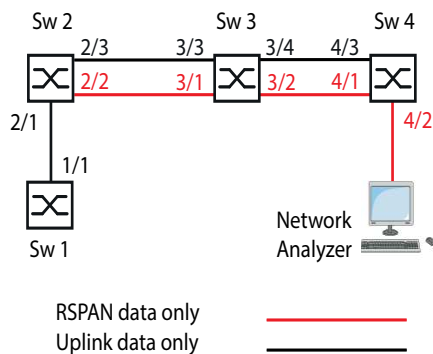 Sw 2
Sw 3
Sw 4
2/3
3/3
3/4
4/3
2/2
3/1
3/2
4/1
2/1
4/2
1/1
Sw 1
Network
Analyzer
RSPAN data only
Uplink data only